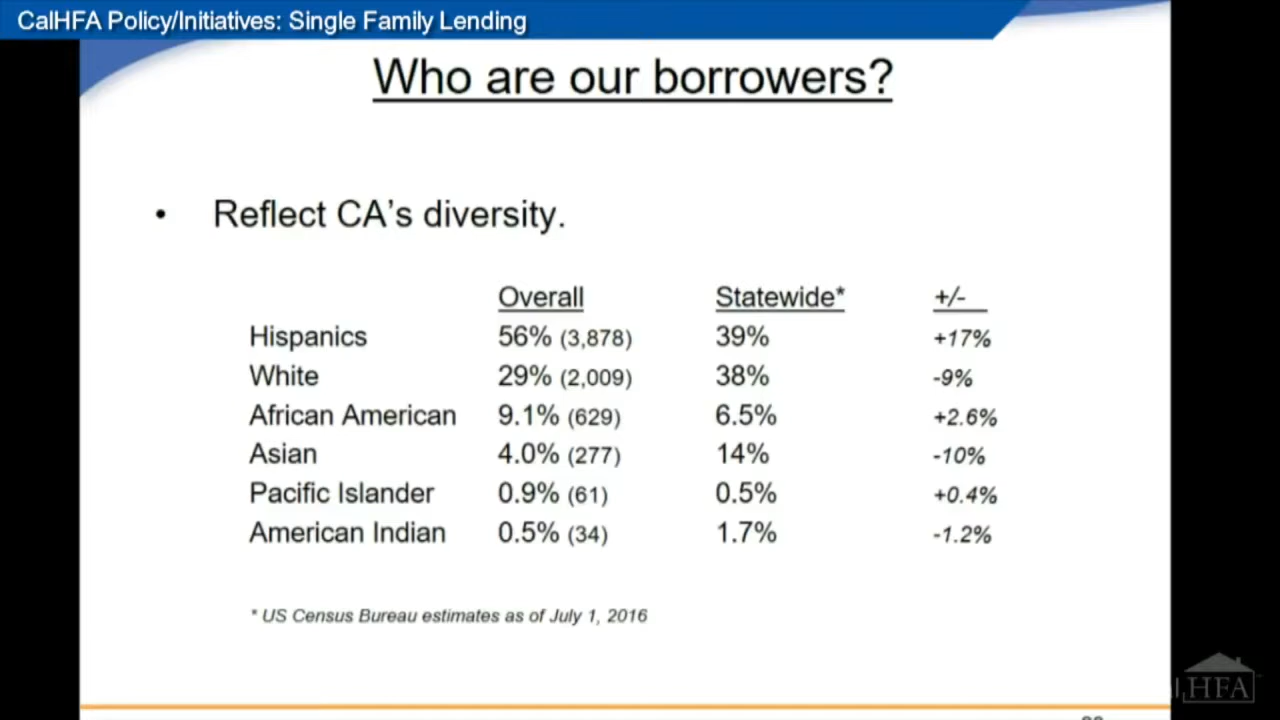 CalHFA Policy/Initiatives: Single Family Lending
Who are our borrowers?
• Reflect CA's diversity.
Overall Statewide* +/-
Hispanics 56% (3,878) 39% +17%
White 29% (2,009) 38% -9%
African American 9.1% (629) 6.5% +2.6%
Asian 4.0% (277) 14% -10%
Pacific Islander 0.9% (61) 0.5% +0.4%
American Indian 0.5% (34) 1.7% -1.2%
* US Census Bureau estimates as of July 1, 2016
HFA